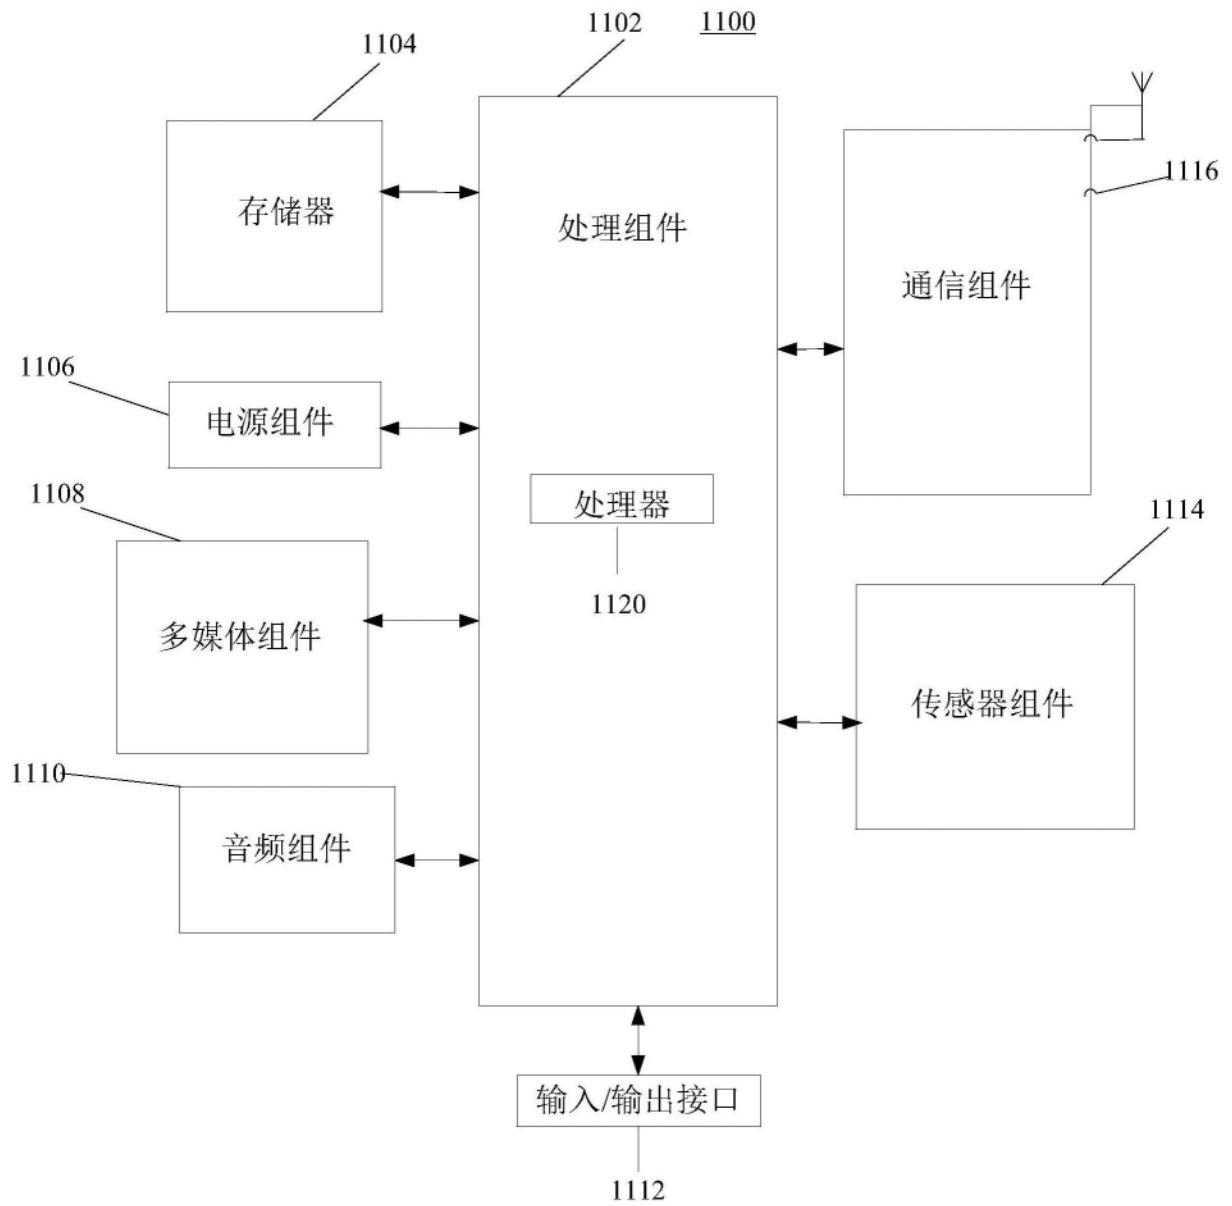 1102
1100
1104
存储器
处理组件
1116
通信组件
1106
电源组件
1108
处理器
1114
1120
多媒体组件
传感器组件
1110
音频组件
输入/输出接口
1112